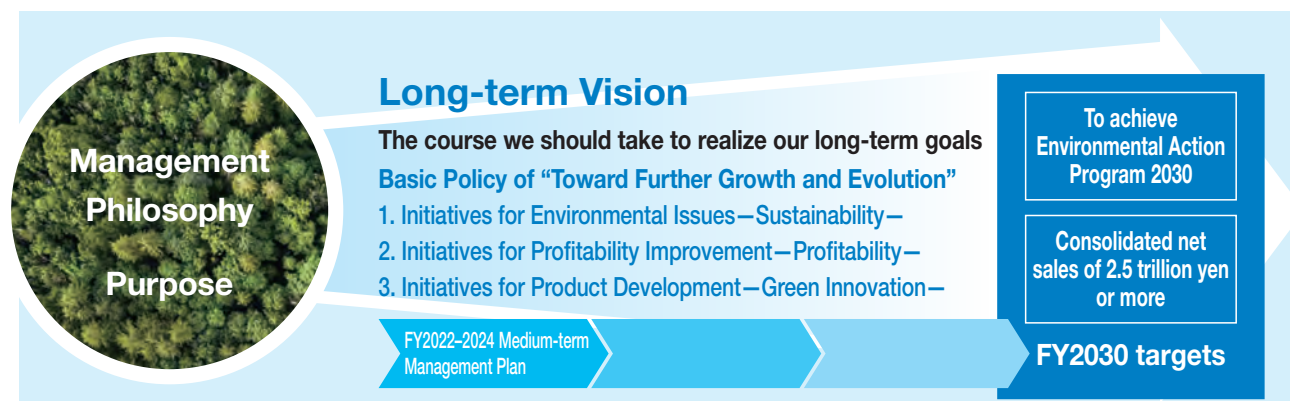 Management
Philosophy
Purpose
Long-term Vision
The course we should take to realize our long-term goals
Basic Policy of “Toward Further Growth and Evolution”
1. Initiatives for Environmental Issues—Sustainability—
2. Initiatives for Profitability Improvement—Profitability—
3. Initiatives for Product Development—Green Innovation—
FY2022–2024 Medium-term
Management Plan
To achieve
Environmental Action
Program 2030
Consolidated net
sales of 2.5 trillion yen
or more
FY2030 targets